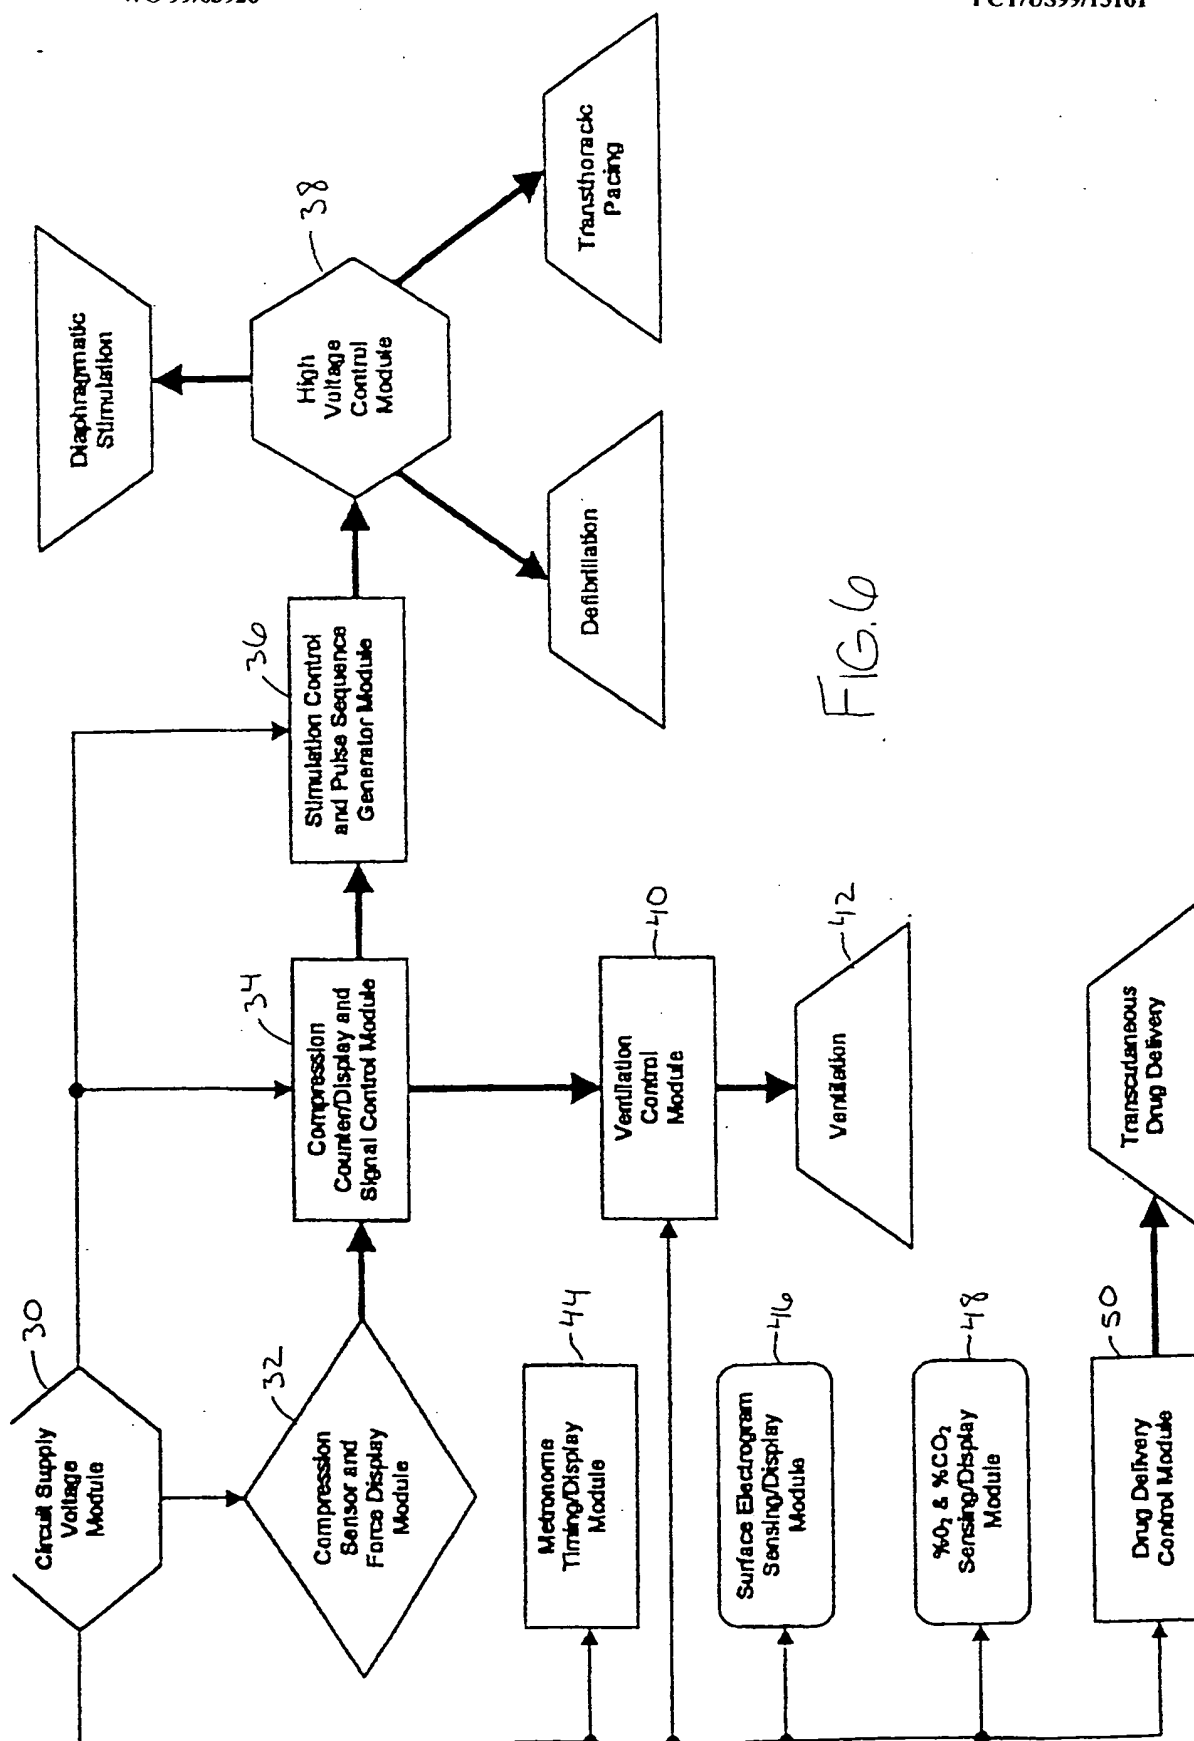 Circuit Supply
Voltage
Module
30
Compression
Sensor and
Force Display
Module
32
Compression
Counter/Display and
Signal Control Module
34
Stimulation Control
and Pulse Sequence
Generator Module
36
High
Voltage
Control
Module
38
Diaphragmatic
Stimulation
Defibrillation
Transthoracic
Pacing
Ventilation
Control
Module
40
Ventilation
42
Metronome
Timing/Display
Module
44
Surface Electrogram
Sensing/Display
Module
46
%O₂ & %CO₂
Sensing/Display
Module
48
Drug Delivery
Control Module
50
Transcutaneous
Drug Delivery
FIG. 6